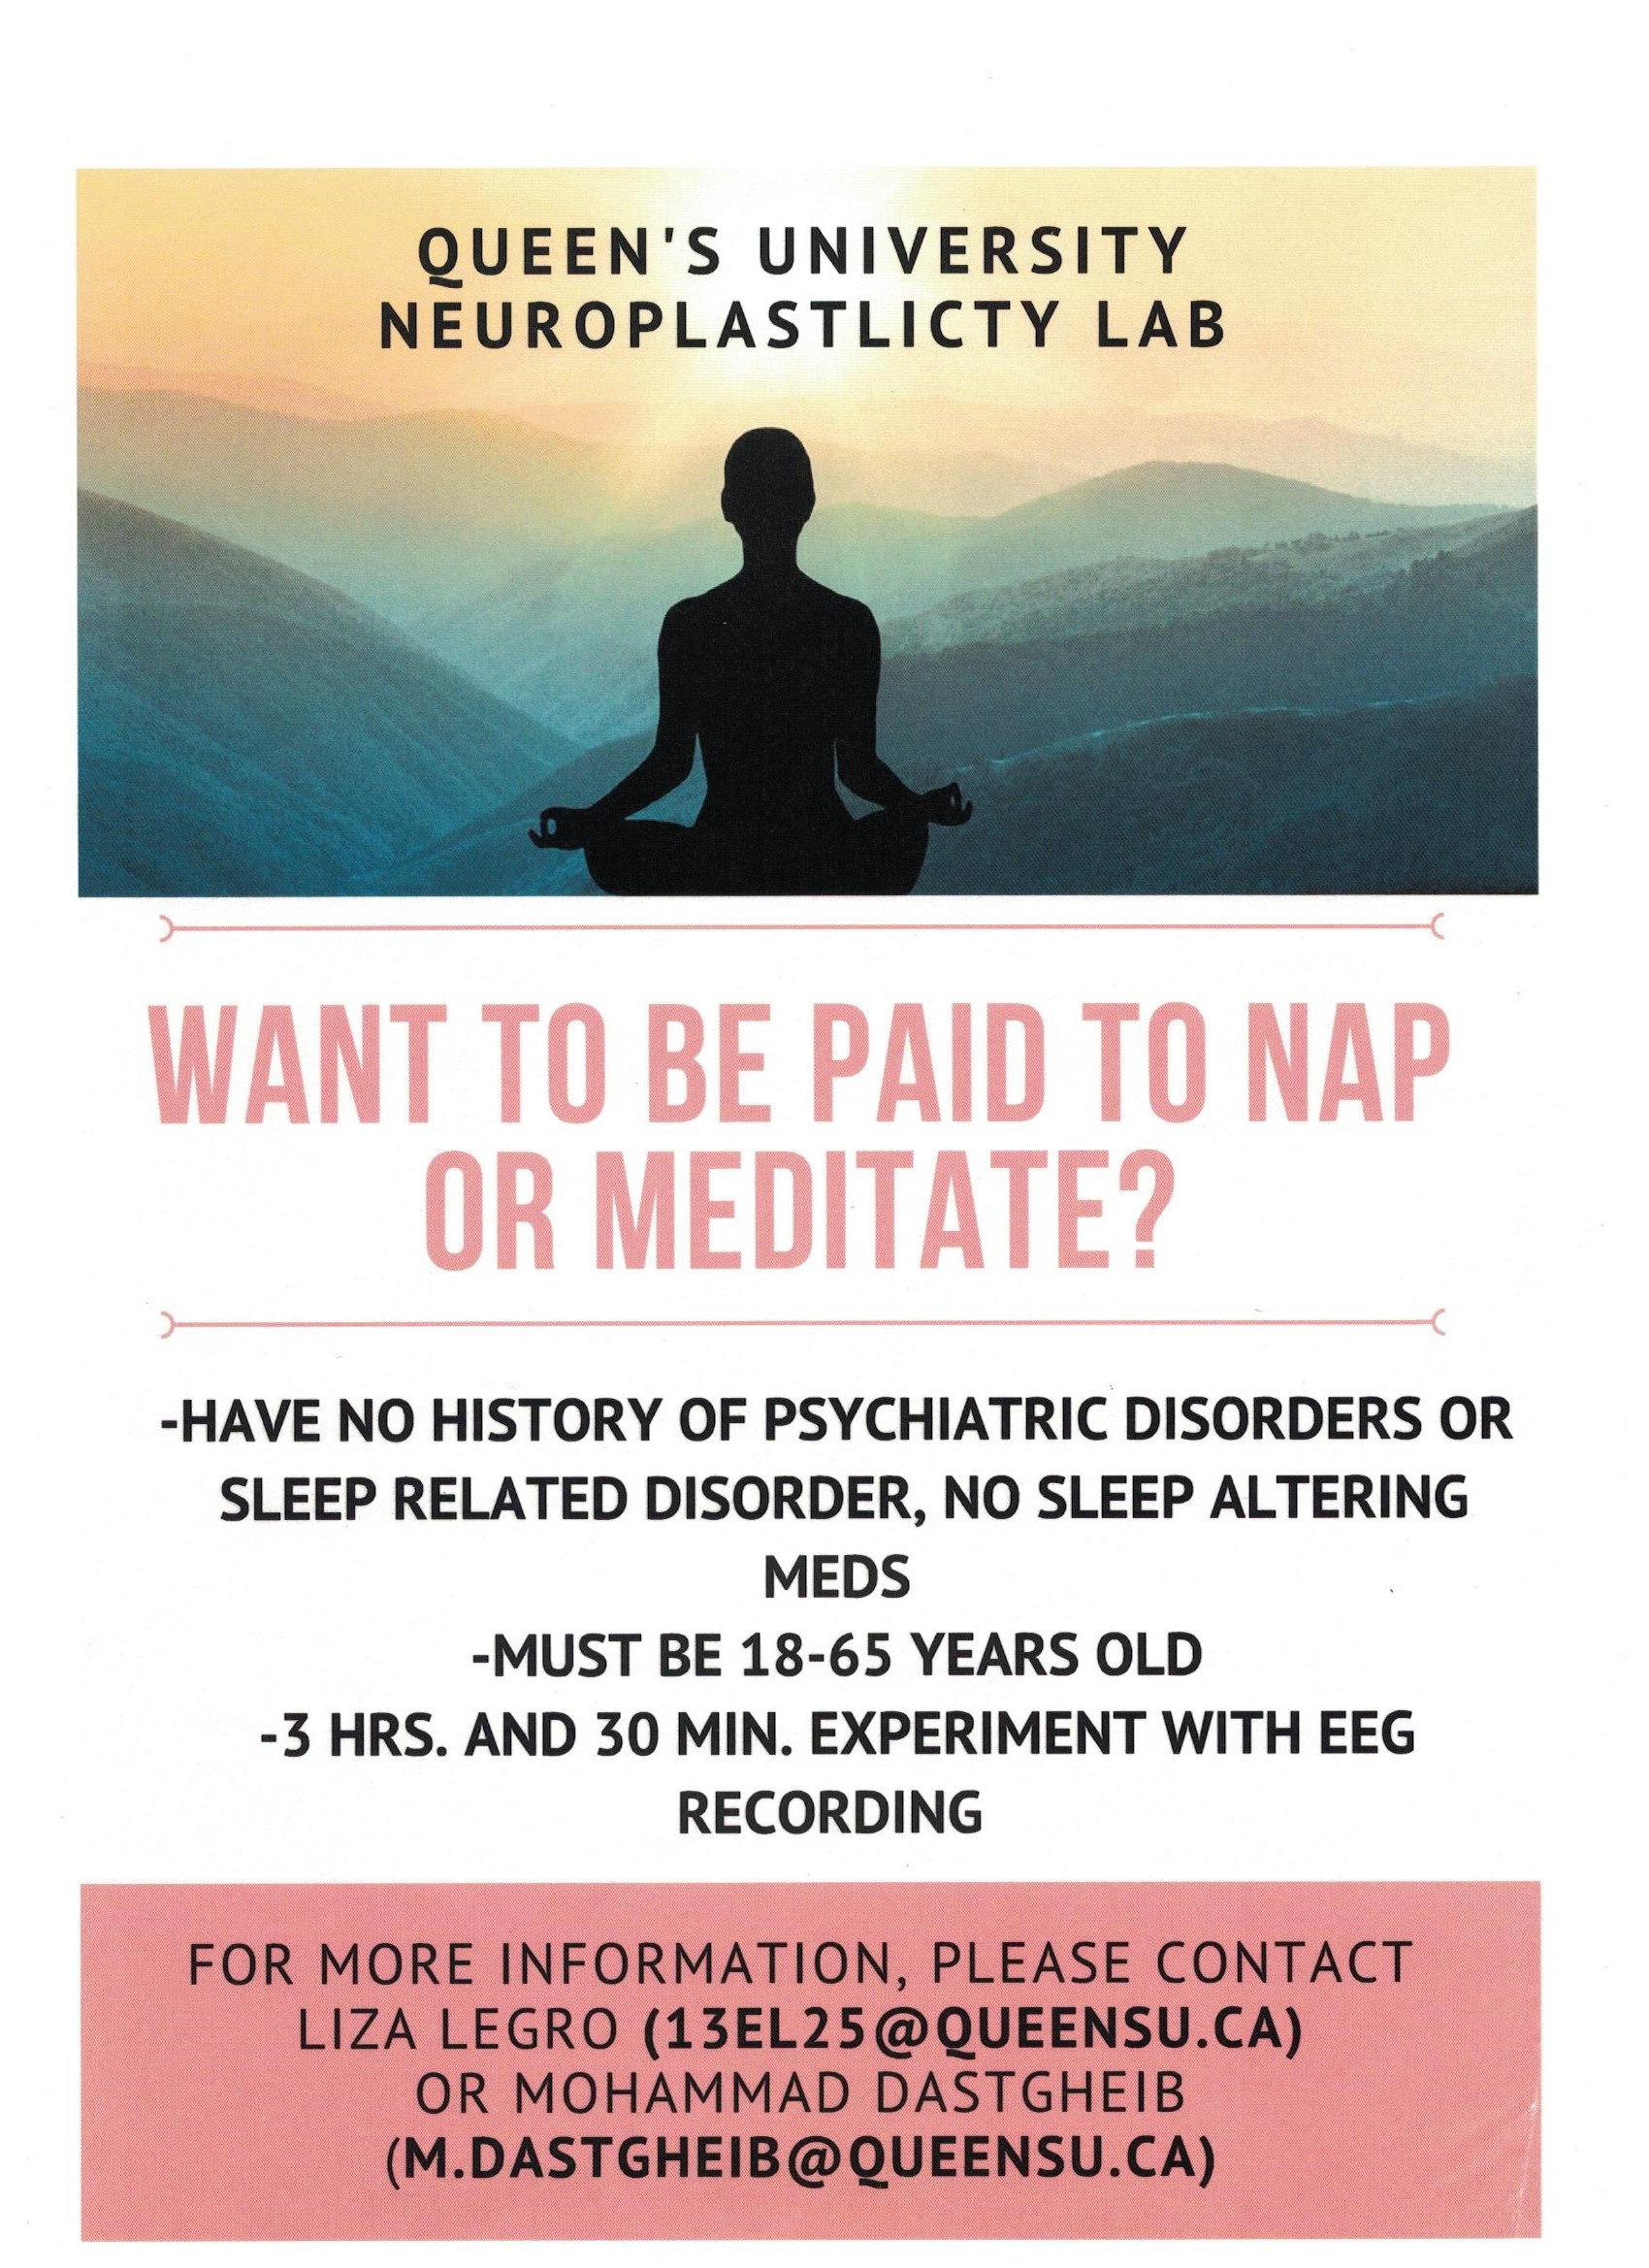 QUEEN'S UNIVERSITY
NEUROPLASTLICTY LAB
WANT TO BE PAID TO NAP
OR MEDITATE?
-HAVE NO HISTORY OF PSYCHIATRIC DISORDERS OR
SLEEP RELATED DISORDER, NO SLEEP ALTERING
MEDS
-MUST BE 18-65 YEARS OLD
-3 HRS. AND 30 MIN. EXPERIMENT WITH EEG
RECORDING
FOR MORE INFORMATION, PLEASE CONTACT
LIZA LEGRO (13EL25@QUEENSU.CA)
OR MOHAMMAD DASTGHEIB
(M.DASTGHEIB@QUEENSU.CA)